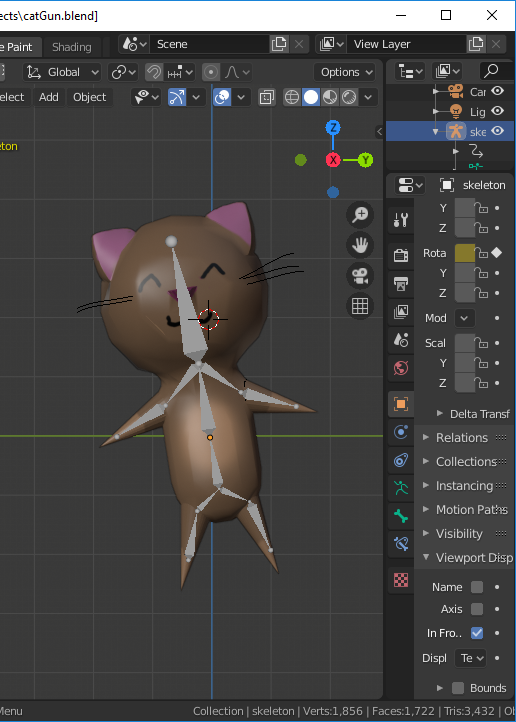 ects\catGun.blend]
e Paint Shading Scene View Layer
Global Options
elect Add Object
eton
Car
Lig
ske
Z
X
Y
skeleton
Y
Z
Rota
Y
Z
Mod
Scal
Y
Z
Delta Transf
Relations
Collections
Instancing
Motion Paths
Visibility
Viewport Disp
Name
Axis
In Fro..
Displ Te
Bounds
Menu Collection | skeleton | Verts:1,856 | Faces:1,722 | Tris:3,432 | Ob